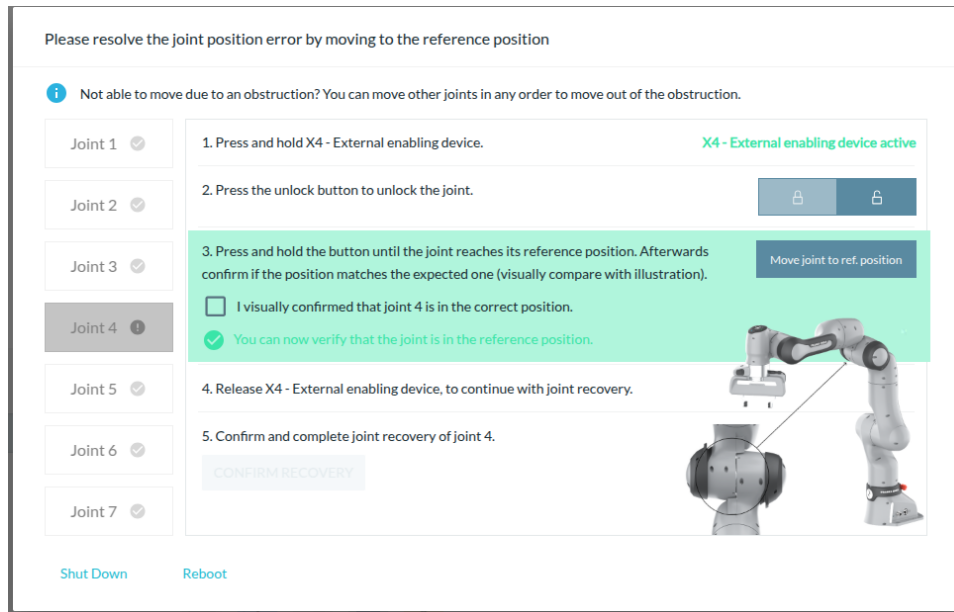 Please resolve the joint position error by moving to the reference position
Not able to move due to an obstruction? You can move other joints in any order to move out of the obstruction.
Joint 1
Joint 2
Joint 3
Joint 4
Joint 5
Joint 6
Joint 7
1. Press and hold X4 - External enabling device.
X4 - External enabling device active
2. Press the unlock button to unlock the joint.
3. Press and hold the button until the joint reaches its reference position. Afterwards
confirm if the position matches the expected one (visually compare with illustration).
Move joint to ref. position
I visually confirmed that joint 4 is in the correct position.
You can now verify that the joint is in the reference position.
4. Release X4 - External enabling device, to continue with joint recovery.
5. Confirm and complete joint recovery of joint 4.
CONFIRM RECOVERY
Shut Down
Reboot